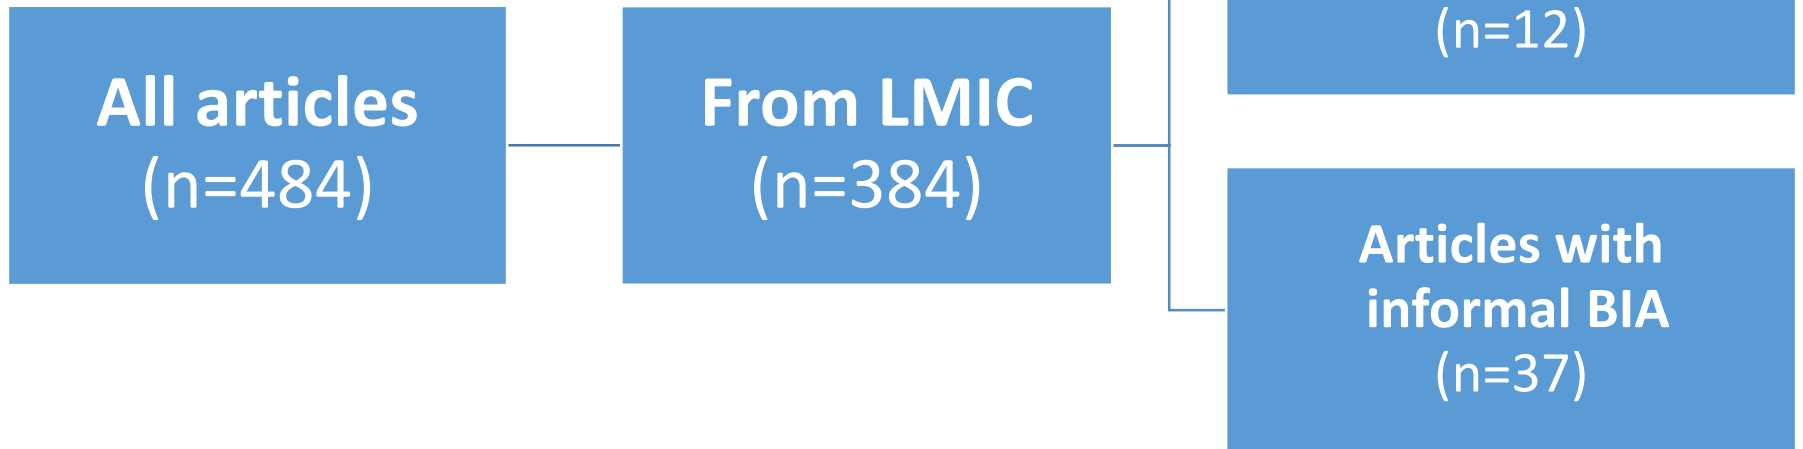 All articles
(n=484)
From LMIC
(n=384)
(n=12)
Articles with
informal BIA
(n=37)